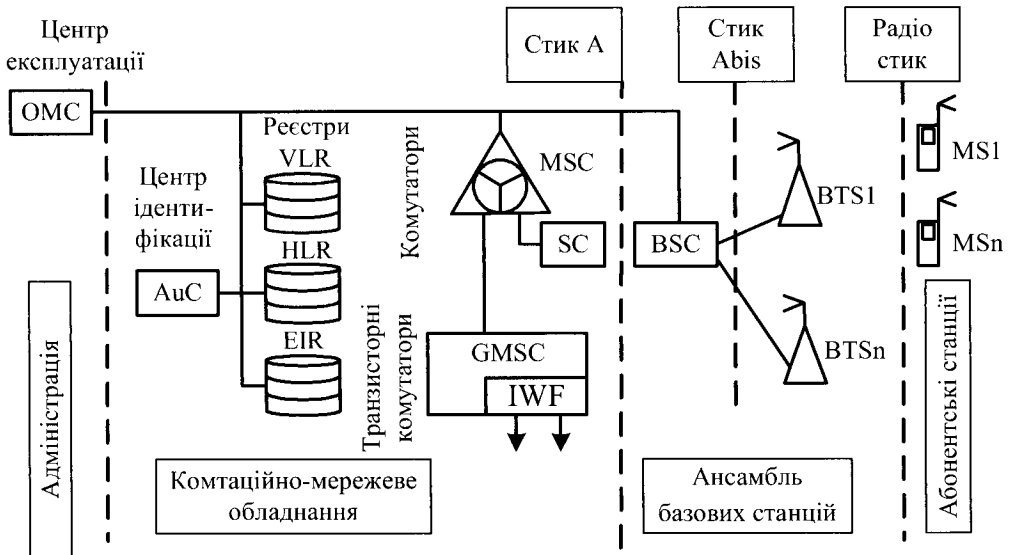 Центр
експлуатації
Стик А
Стик
Abis
Радіо
стик
ОМС
Реєстри
VLR
Комутатори
MSC
MS1
Центр
іденти-
фікації
BTS1
SC
BSC
MSn
HLR
AuC
Адміністрація
EIR
Транзисторні
комутатори
GMSC
IWF
BTSn
Абонентські станції
Комтаційно-мережеве
обладнання
Ансамбль
базових станцій